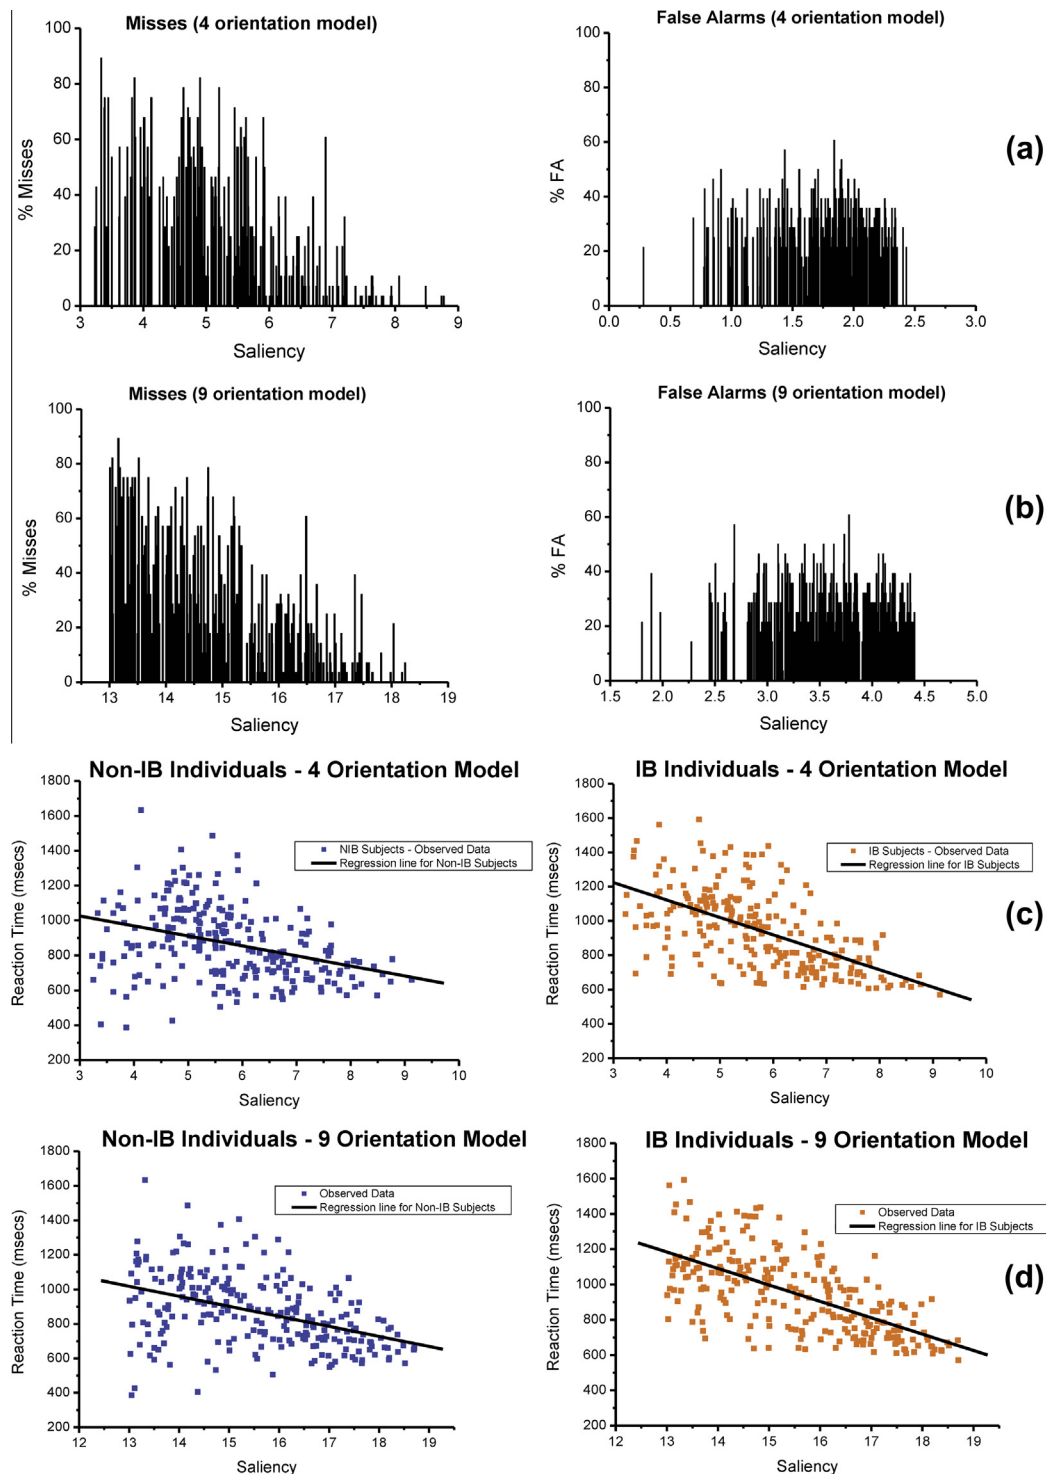 Misses (4 orientation model)
100
80
60
40
20
0
% Misses
3 4 5 6 7 8 9
Saliency
False Alarms (4 orientation model)
100
80
60
40
20
0
% FA
0.0 0.5 1.0 1.5 2.0 2.5 3.0
Saliency
(a)
Misses (9 orientation model)
100
80
60
40
20
0
% Misses
13 14 15 16 17 18 19
Saliency
False Alarms (9 orientation model)
100
80
60
40
20
0
% FA
1.5 2.0 2.5 3.0 3.5 4.0 4.5 5.0
Saliency
(b)
Non-IB Individuals - 4 Orientation Model
1800
1600
1400
1200
1000
800
600
400
200
Reaction Time (msecs)
NIB Subjects - Observed Data
Regression line for Non-IB Subjects
3 4 5 6 7 8 9 10
Saliency
IB Individuals - 4 Orientation Model
1800
1600
1400
1200
1000
800
600
400
200
Reaction Time (msecs)
IB Subjects - Observed Data
Regression line for IB Subjects
3 4 5 6 7 8 9 10
Saliency
(c)
Non-IB Individuals - 9 Orientation Model
1800
1600
1400
1200
1000
800
600
400
200
Reaction Time (msecs)
Observed Data
Regression line for Non-IB Subjects
12 13 14 15 16 17 18 19
Saliency
IB Individuals - 9 Orientation Model
1800
1600
1400
1200
1000
800
600
400
200
Reaction Time (msecs)
Observed Data
Regression line for IB Subjects
12 13 14 15 16 17 18 19
Saliency
(d)